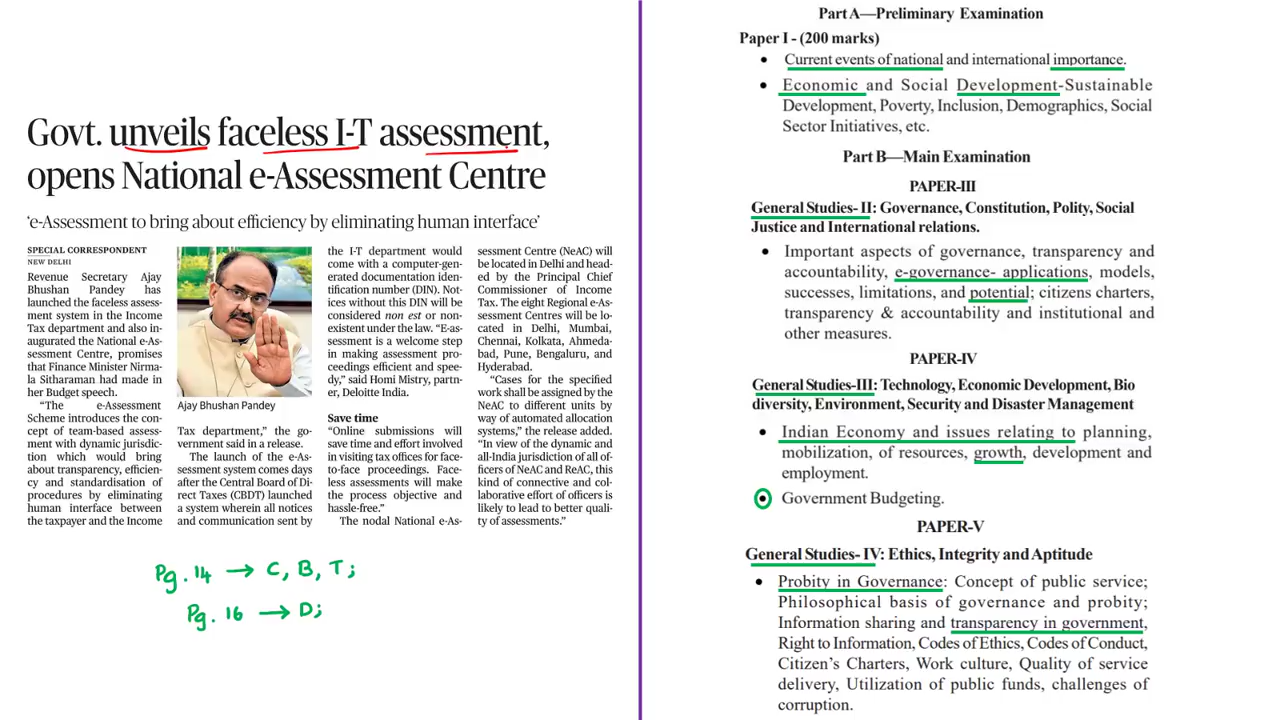 Govt. unveils faceless I-T assessment,
opens National e-Assessment Centre
‘e-Assessment to bring about efficiency by eliminating human interface’
SPECIAL CORRESPONDENT
NEW DELHI
Revenue Secretary Ajay
Bhushan Pandey has
launched the faceless assess-
ment system in the Income
Tax department and also in-
augurated the National e-As-
sessment Centre, promises
that Finance Minister Nirma-
la Sitharaman had made in
her Budget speech.
“The e-Assessment
Scheme introduces the con-
cept of team-based assess-
ment with dynamic jurisdic-
tion which would bring
about transparency, efficien-
cy and standardisation of
procedures by eliminating
human interface between
the taxpayer and the Income
Ajay Bhushan Pandey
Tax department,” the go-
vernment said in a release.
The launch of the e-As-
sessment system comes days
after the Central Board of Di-
rect Taxes (CBDT) launched
a system wherein all notices
and communication sent by
the I-T department would
come with a computer-gen-
erated documentation iden-
tification number (DIN). Not-
ices without this DIN will be
considered non est or non-
existent under the law. “E-as-
sessment is a welcome step
in making assessment pro-
ceedings efficient and spee-
dy,” said Homi Mistry, partn-
er, Deloitte India.
Save time
“Online submissions will
save time and effort involved
in visiting tax offices for face-
to-face proceedings. Face-
less assessments will make
the process objective and
hassle-free.”
The nodal National e-As-
sessment Centre (NeAC) will
be located in Delhi and head-
ed by the Principal Chief
Commissioner of Income
Tax. The eight Regional e-As-
sessment Centres will be lo-
cated in Delhi, Mumbai,
Chennai, Kolkata, Ahmeda-
bad, Pune, Bengaluru, and
Hyderabad.
“Cases for the specified
work shall be assigned by the
NeAC to different units by
way of automated allocation
systems,” the release added.
“In view of the dynamic and
all-India jurisdiction of all of-
ficers of NeAC and ReAC, this
kind of connective and col-
laborative effort of officers is
likely to lead to better quali-
ty of assessments.”
Pg. 14 → C, B, T;
Pg. 16 → D;
Part A—Preliminary Examination
Paper I - (200 marks)
• Current events of national and international importance.
• Economic and Social Development-Sustainable
Development, Poverty, Inclusion, Demographics, Social
Sector Initiatives, etc.
Part B—Main Examination
PAPER-III
General Studies- II: Governance, Constitution, Polity, Social
Justice and International relations.
• Important aspects of governance, transparency and
accountability, e-governance- applications, models,
successes, limitations, and potential; citizens charters,
transparency & accountability and institutional and
other measures.
PAPER-IV
General Studies-III: Technology, Economic Development, Bio
diversity, Environment, Security and Disaster Management
• Indian Economy and issues relating to planning,
mobilization, of resources, growth, development and
employment.
• Government Budgeting.
PAPER-V
General Studies- IV: Ethics, Integrity and Aptitude
• Probity in Governance: Concept of public service;
Philosophical basis of governance and probity;
Information sharing and transparency in government,
Right to Information, Codes of Ethics, Codes of Conduct,
Citizen’s Charters, Work culture, Quality of service
delivery, Utilization of public funds, challenges of
corruption.